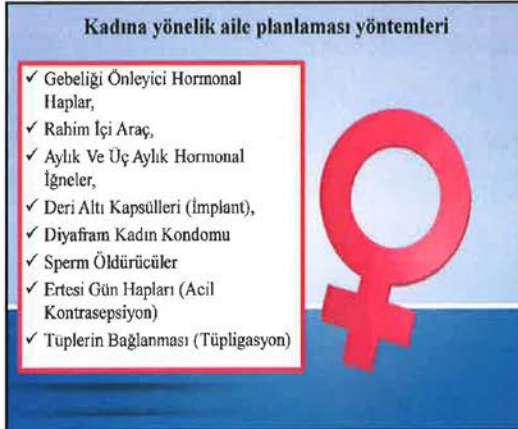 Kadına yönelik aile planlaması yöntemleri
✓ Gebeliği Önleyici Hormonal
Haplar,
✓ Rahim İçi Araç,
✓ Aylık Ve Üç Aylık Hormonal
İğneler,
✓ Deri Altı Kapsülleri (İmplant),
✓ Diyafram Kadın Kondomu
✓ Sperm Öldürücüler
✓ Ertesi Gün Hapları (Acil
Kontrasepsiyon)
✓ Tüplerin Bağlanması (Tüpligasyon)